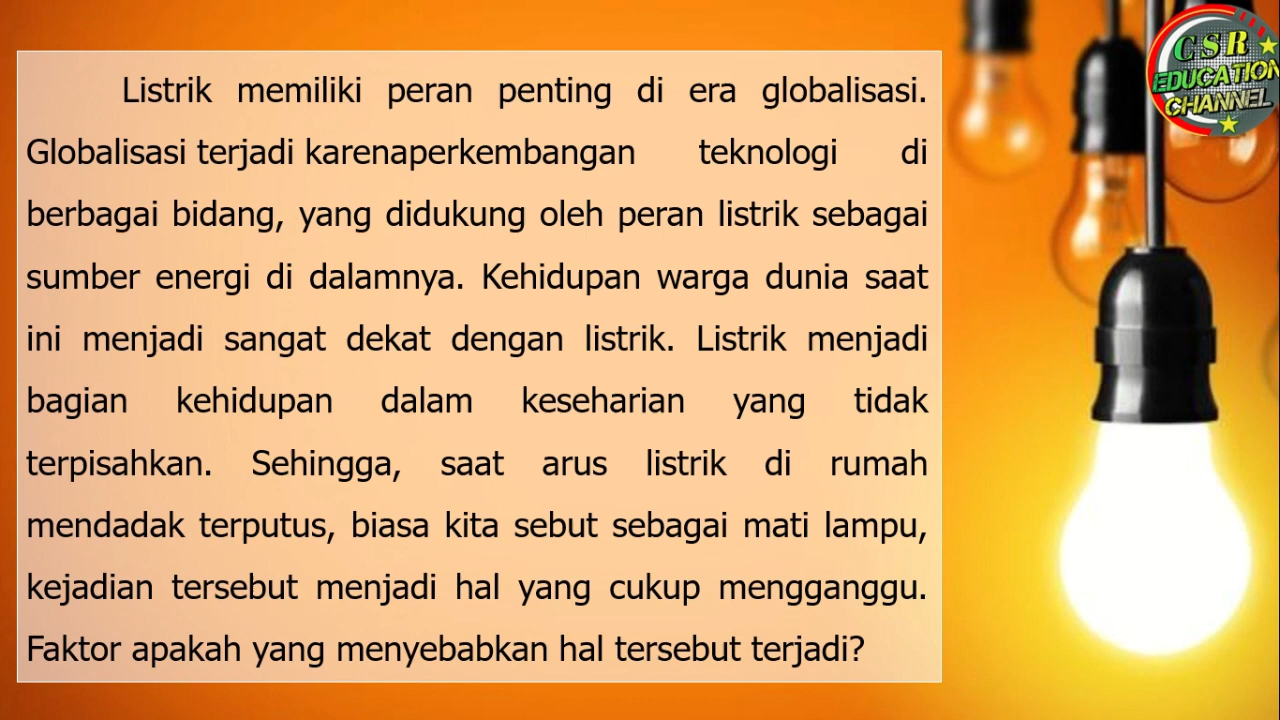 Listrik memiliki peran penting di era globalisasi.
Globalisasi terjadi karenaperkembangan teknologi di
berbagai bidang, yang didukung oleh peran listrik sebagai
sumber energi di dalamnya. Kehidupan warga dunia saat
ini menjadi sangat dekat dengan listrik. Listrik menjadi
bagian kehidupan dalam keseharian yang tidak
terpisahkan. Sehingga, saat arus listrik di rumah
mendadak terputus, biasa kita sebut sebagai mati lampu,
kejadian tersebut menjadi hal yang cukup mengganggu.
Faktor apakah yang menyebabkan hal tersebut terjadi?
CSR
EDUCATION
CHANNEL